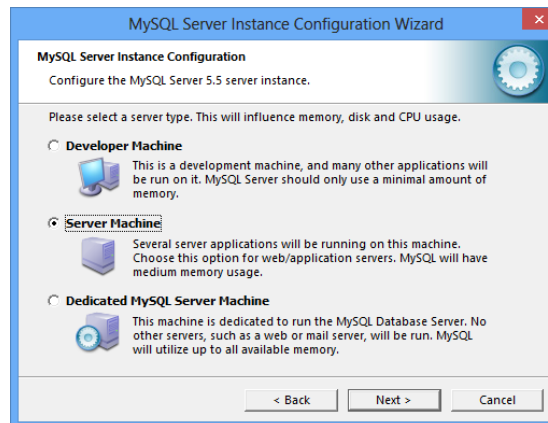 MySQL Server Instance Configuration Wizard
MySQL Server Instance Configuration
Configure the MySQL Server 5.5 server instance.
Please select a server type. This will influence memory, disk and CPU usage.
Developer Machine
This is a development machine, and many other applications will
be run on it. MySQL Server should only use a minimal amount of
memory.
Server Machine
Several server applications will be running on this machine.
Choose this option for web/application servers. MySQL will have
medium memory usage.
Dedicated MySQL Server Machine
This machine is dedicated to run the MySQL Database Server. No
other servers, such as a web or mail server, will be run. MySQL
will utilize up to all available memory.
< Back Next > Cancel